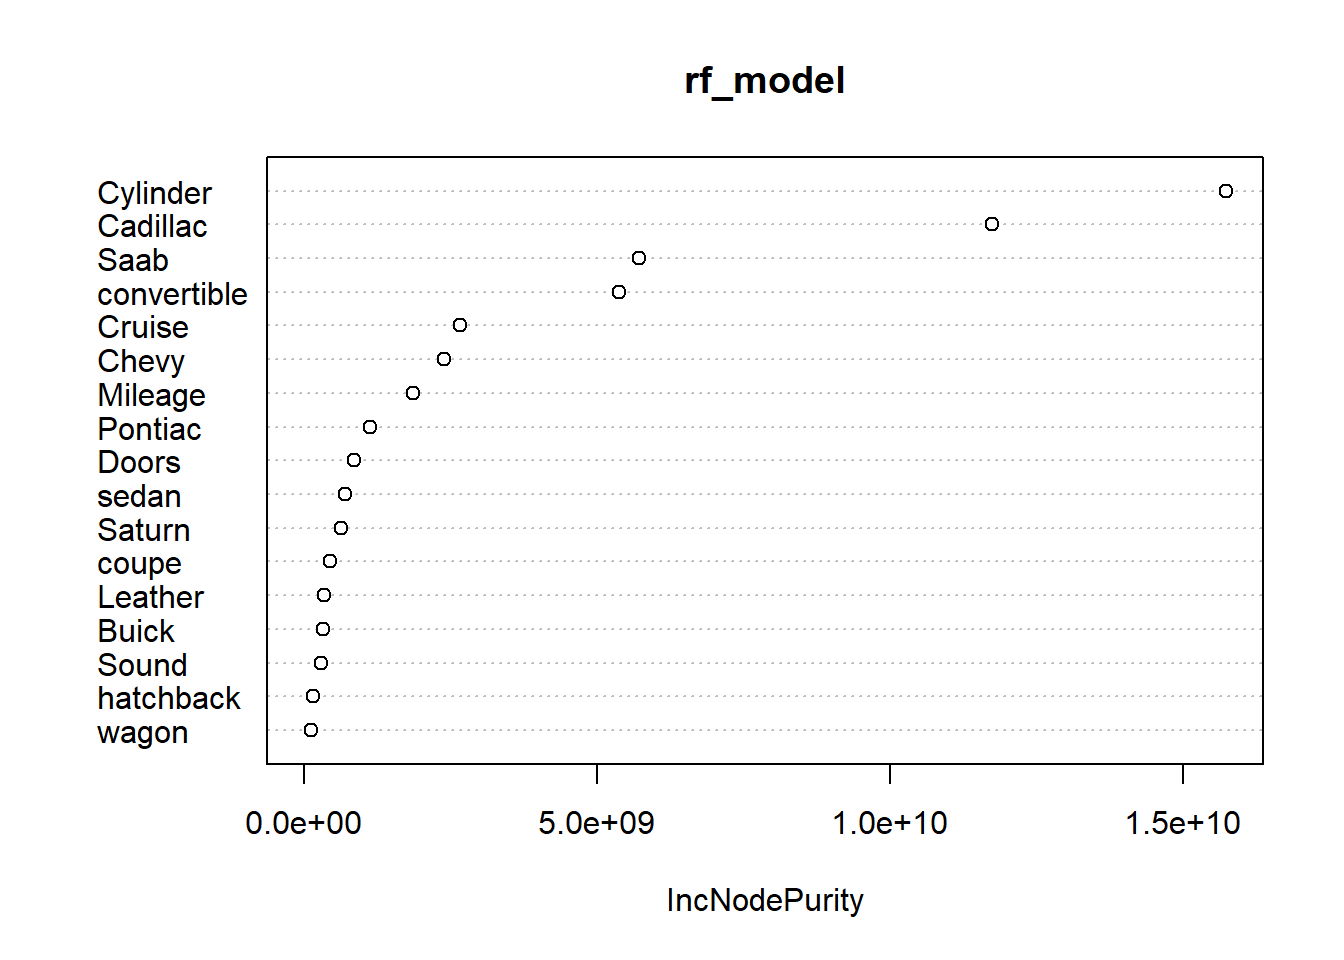 rf_model
Cylinder
Cadillac
Saab
convertible
Cruise
Chevy
Mileage
Pontiac
Doors
sedan
Saturn
coupe
Leather
Buick
Sound
hatchback
wagon
0.0e+00 5.0e+09 1.0e+10 1.5e+10
IncNodePurity